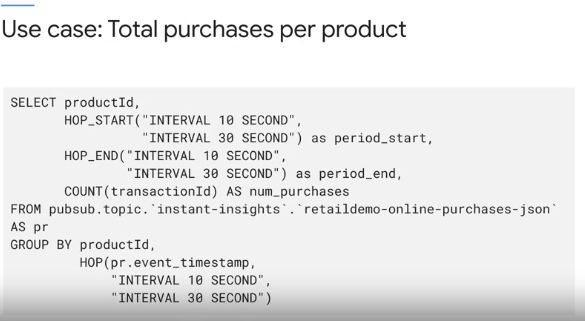 Use case: Total purchases per product
SELECT productId,
HOP_START("INTERVAL 10 SECOND",
"INTERVAL 30 SECOND") as period_start,
HOP_END("INTERVAL 10 SECOND",
"INTERVAL 30 SECOND") as period_end,
COUNT(transactionId) AS num_purchases
FROM pubsub.topic.`instant-insights`.`retaildemo-online-purchases-json`
AS pr
GROUP BY productId,
HOP(pr.event_timestamp,
"INTERVAL 10 SECOND",
"INTERVAL 30 SECOND")